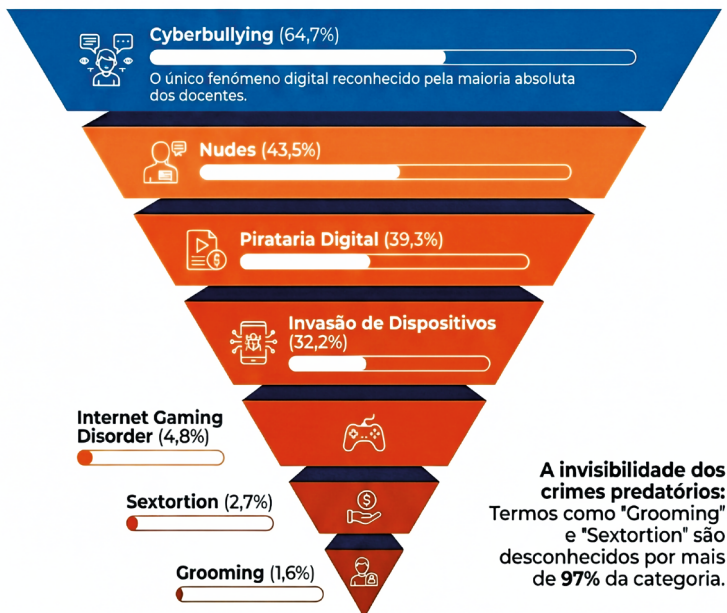 Cyberbullying (64,7%)
O único fenómeno digital reconhecido pela maioria absoluta
dos docentes.
Nudes (43,5%)
Pirataria Digital (39,3%)
Invasão de Dispositivos
(32,2%)
Internet Gaming
Disorder (4,8%)
Sextortion (2,7%)
Grooming (1,6%)
A invisibilidade dos
crimes predatórios:
Termos como "Grooming"
e "Sextortion" são
desconhecidos por mais
de 97% da categoria.